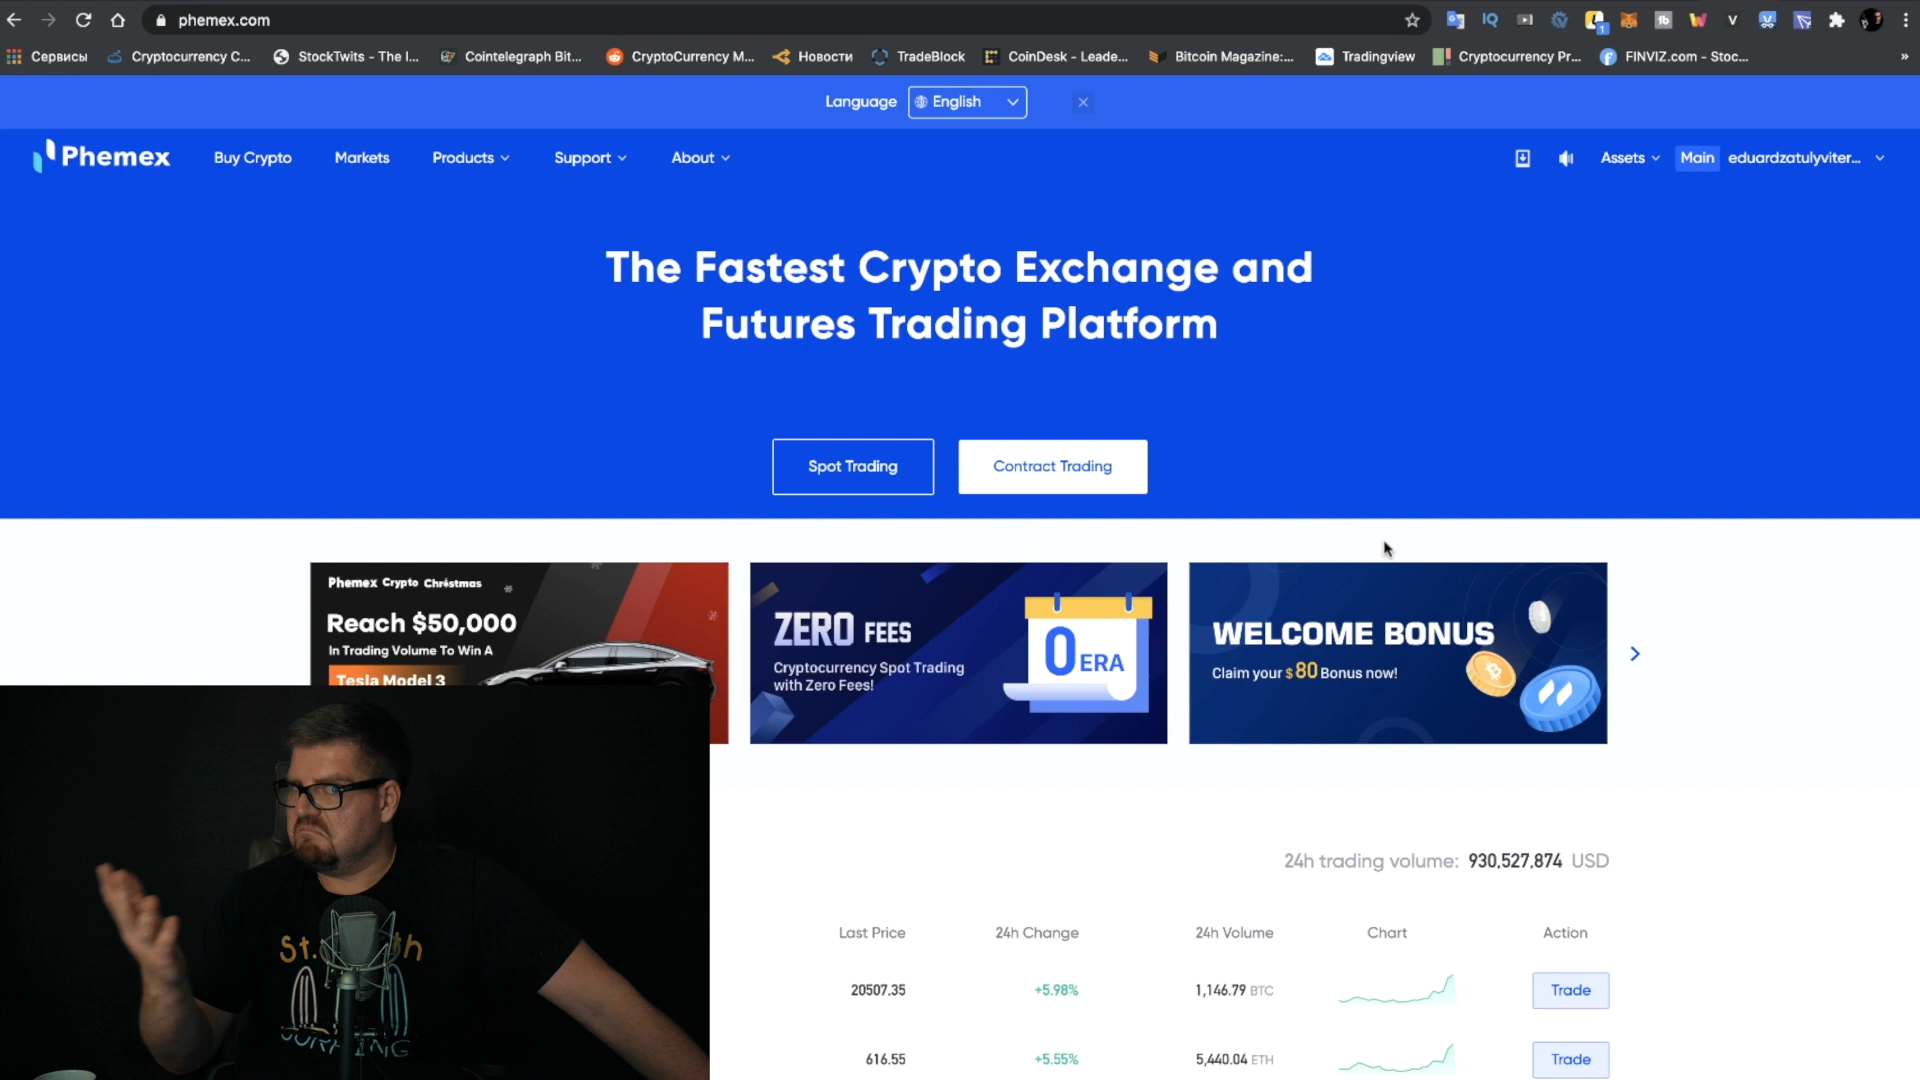 phemex.com
Сервисы
Cryptocurrency C...
StockTwits - The I...
Cointelegraph Bit...
CryptoCurrency M...
Новости
TradeBlock
CoinDesk - Leade...
Bitcoin Magazine:...
Tradingview
Cryptocurrency Pr...
FINVIZ.com - Stoc...
»
Language
English
Phemex
Buy Crypto
Markets
Products
Support
About
Assets
Main
eduardzatulyviter...
The Fastest Crypto Exchange and
Futures Trading Platform
Spot Trading
Contract Trading
Phemex Crypto Christmas
Reach $50,000
In Trading Volume To Win A
Tesla Model 3
ZERO FEES
Cryptocurrency Spot Trading
with Zero Fees!
0 ERA
WELCOME BONUS
Claim your $80 Bonus now!
24h trading volume: 930,527,874 USD
Last Price
24h Change
24h Volume
Chart
Action
20507.35
+5.98%
1,146.79 BTC
Trade
616.55
+5.55%
5,440.04 ETH
Trade